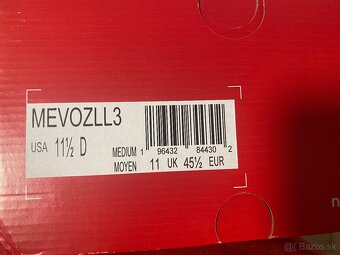 MEVOZLL3
USA 11½ D
MEDIUM
MOYEN
1 96432 84430 2
11 UK 45½ EUR
n
© bazos.sk